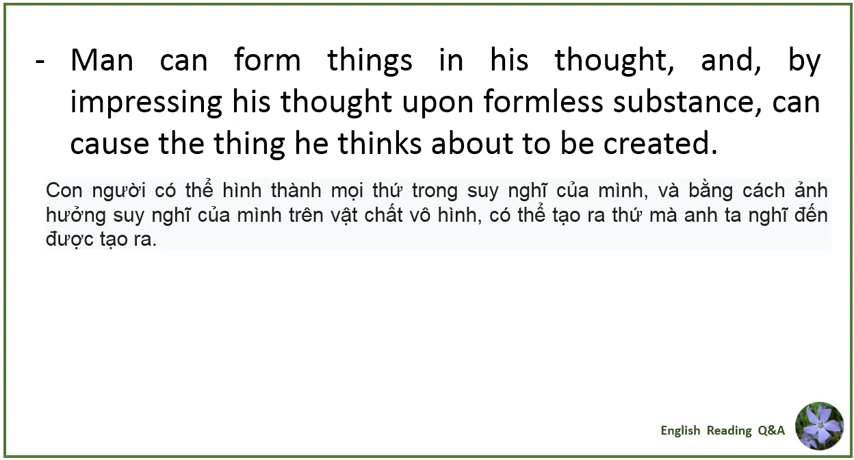 - Man can form things in his thought, and, by
impressing his thought upon formless substance, can
cause the thing he thinks about to be created.
Con người có thể hình thành mọi thứ trong suy nghĩ của mình, và bằng cách ảnh
hưởng suy nghĩ của mình trên vật chất vô hình, có thể tạo ra thứ mà anh ta nghĩ đến
được tạo ra.
English Reading Q&A